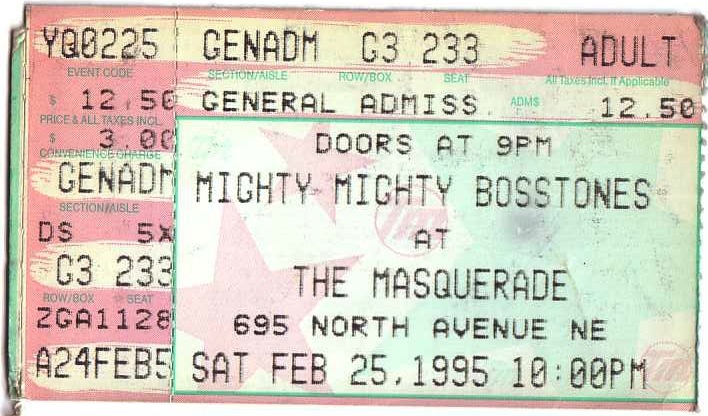 YQ0225 GENADM G3 233 ADULT
EVENT CODE SECTION/AISLE ROW/BOX SEAT All Taxes Incl. If Applicable
$ 12.50 GENERAL ADMISS ADM$ 12.50
PRICE & ALL TAXES INCL.
$ 3.00 DOORS AT 9PM
CONVENIENCE CHARGE
GENADM MIGHTY MIGHTY BOSSTONES
SECTION/AISLE
DS 5X AT
G3 233 THE MASQUERADE
ROW/BOX SEAT
ZGA1128 695 NORTH AVENUE NE
A24FEB5 SAT FEB 25,1995 10:00PM